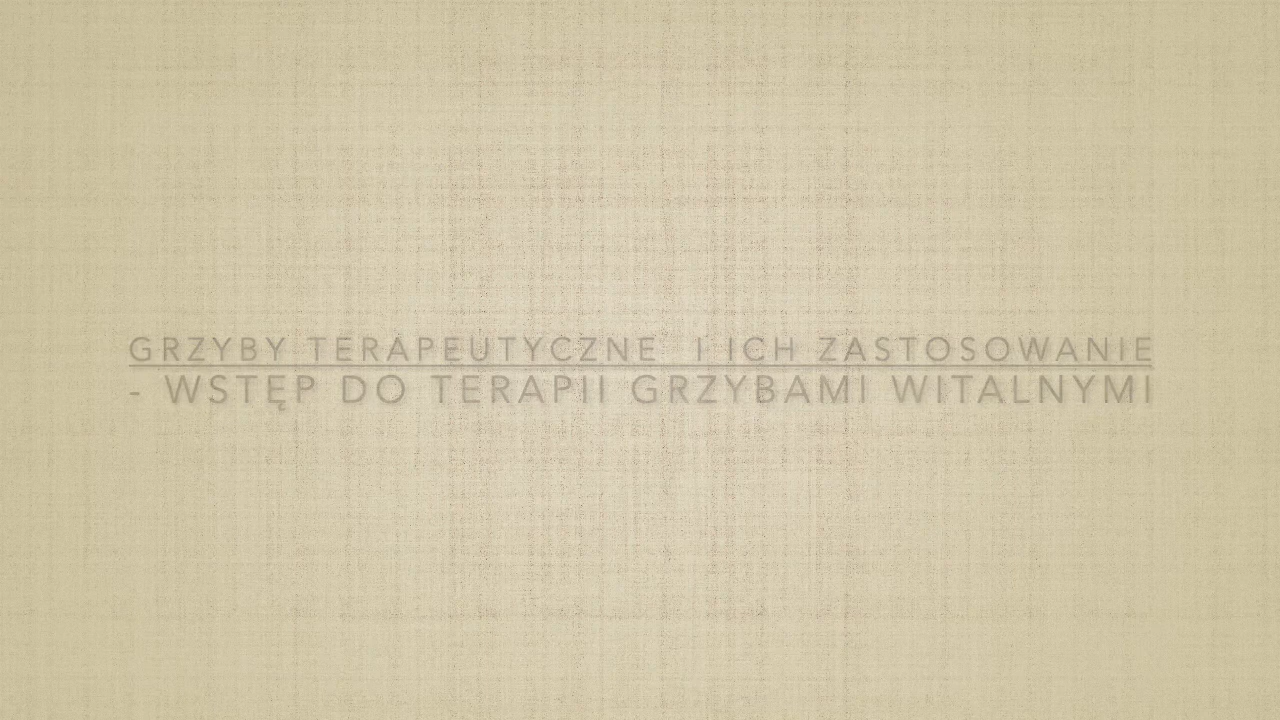 GRZYBY TERAPEUTYCZNE I ICH ZASTOSOWANIE
- WSTĘP DO TERAPII GRZYBAMI WITALNYMI